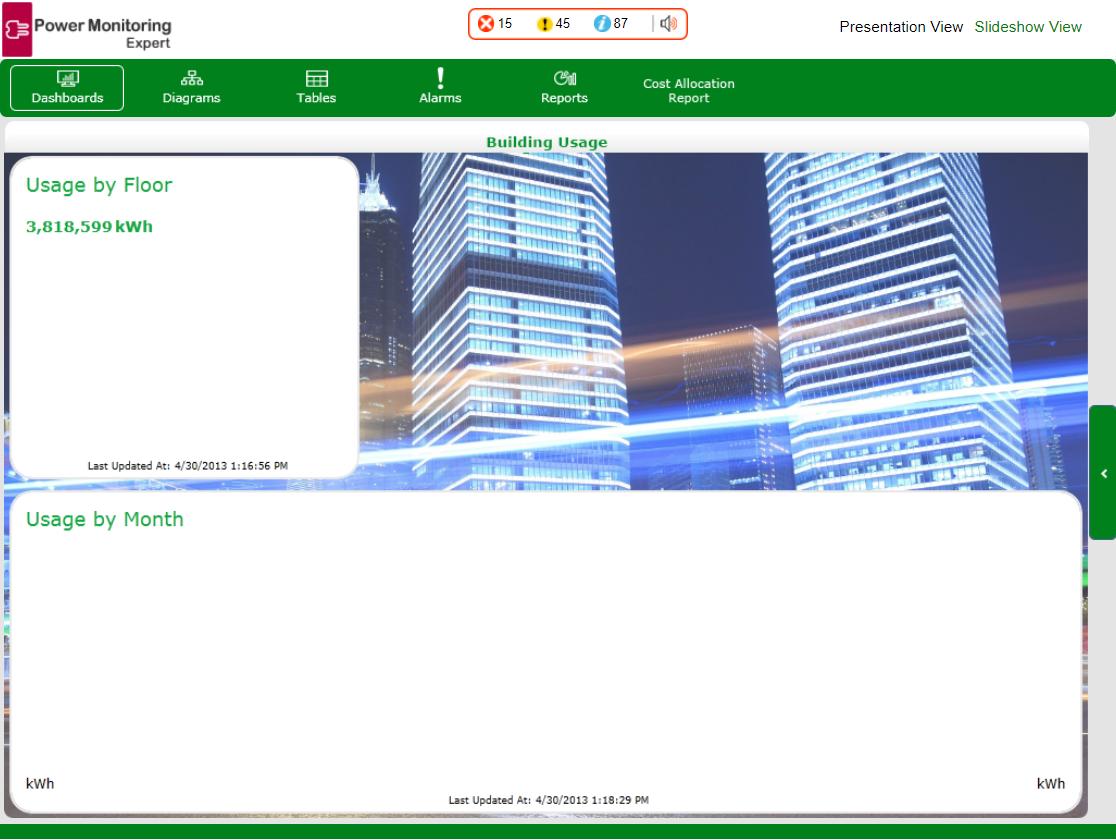 Power Monitoring
Expert
15 45 87
Presentation View Slideshow View
Dashboards
Diagrams
Tables
Alarms
Reports
Cost Allocation
Report
Building Usage
Usage by Floor
3,818,599 kWh
Last Updated At: 4/30/2013 1:16:56 PM
Usage by Month
kWh kWh
Last Updated At: 4/30/2013 1:18:29 PM